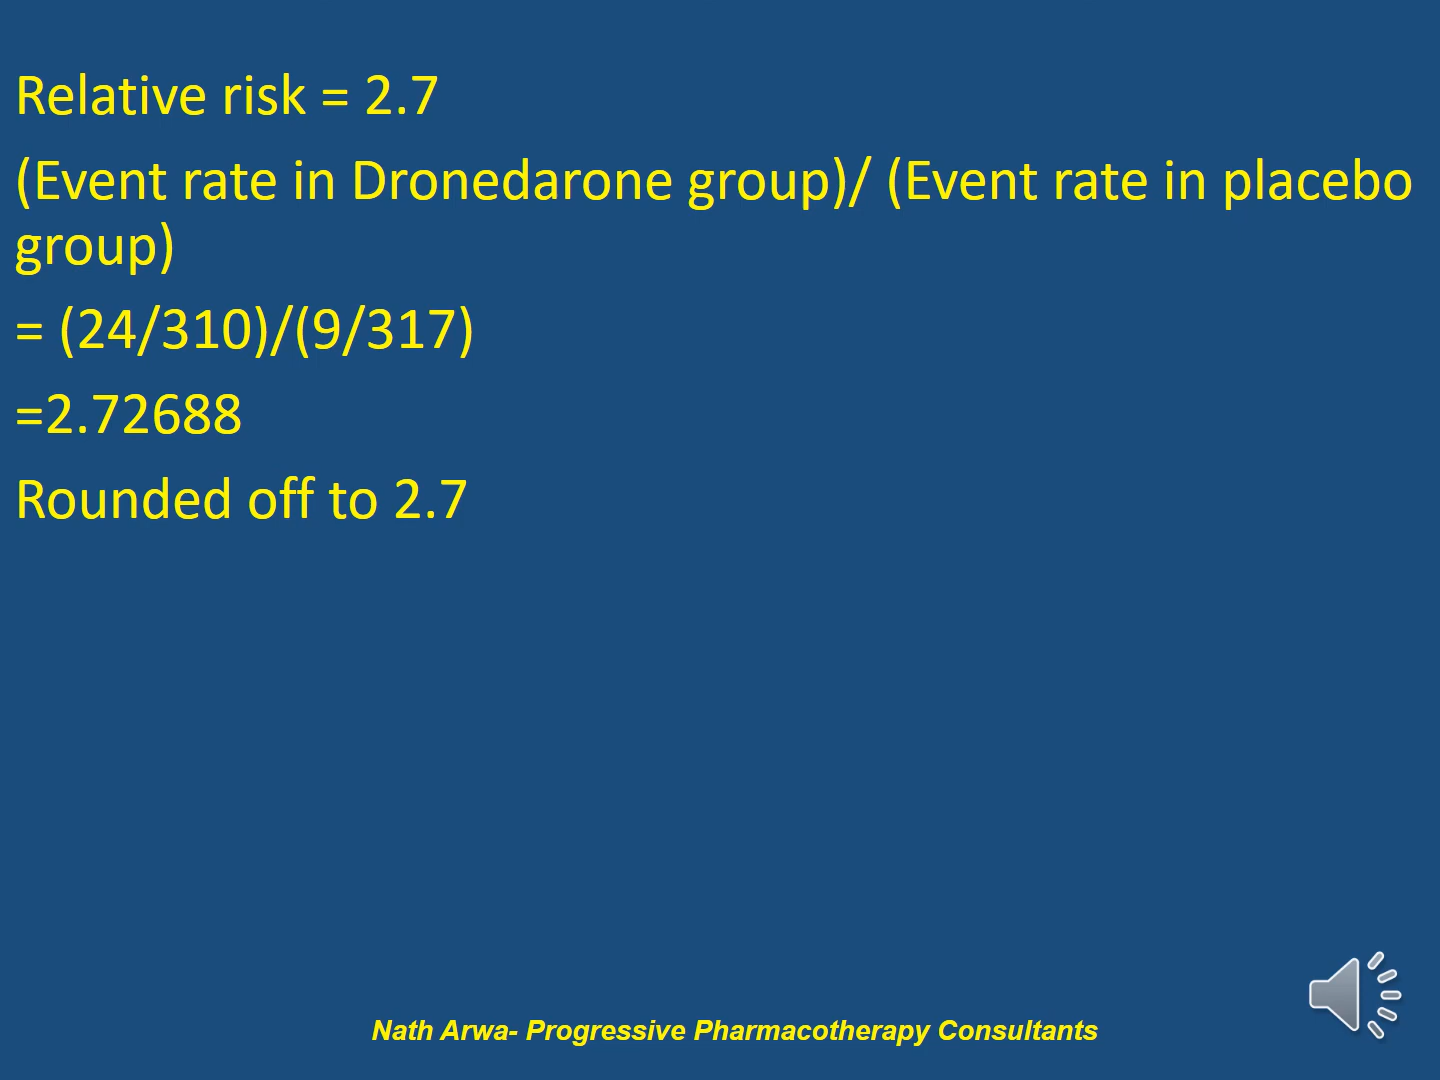 Relative risk = 2.7
(Event rate in Dronedarone group)/ (Event rate in placebo
group)
= (24/310)/(9/317)
=2.72688
Rounded off to 2.7
Nath Arwa- Progressive Pharmacotherapy Consultants